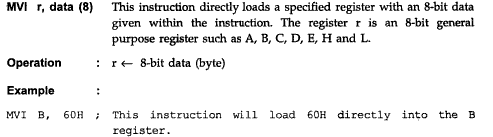 MVI r, data (8) This instruction directly loads a specified register with an 8-bit data
given within the instruction. The register r is an 8-bit general
purpose register such as A, B, C, D, E, H and L.
Operation : r ← 8-bit data (byte)
Example :
MVI B, 60H ; This instruction will load 60H directly into the B
register.